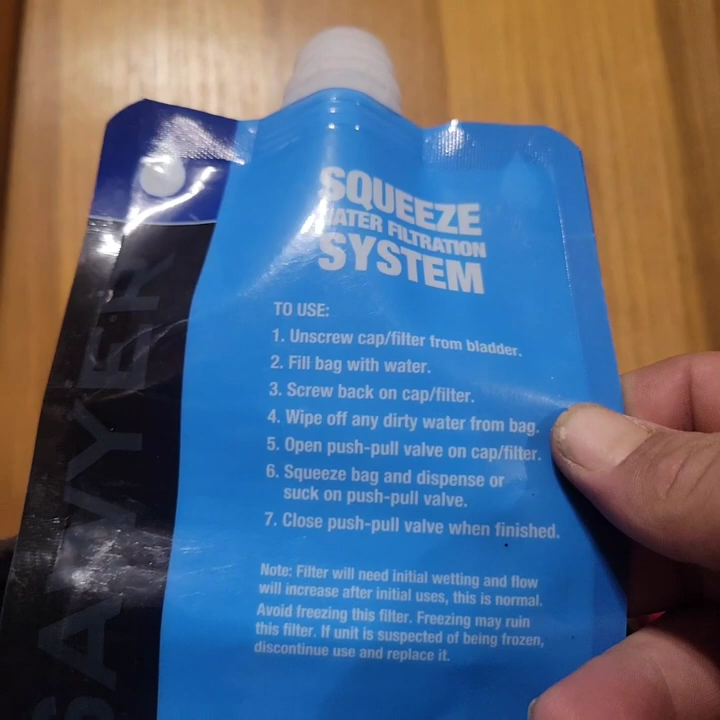 SQUEEZE
WATER FILTRATION
SYSTEM
TO USE:
1. Unscrew cap/filter from bladder.
2. Fill bag with water.
3. Screw back on cap/filter.
4. Wipe off any dirty water from bag.
5. Open push-pull valve on cap/filter.
6. Squeeze bag and dispense or
suck on push-pull valve.
7. Close push-pull valve when finished.
Note: Filter will need initial wetting and flow
will increase after initial uses, this is normal.
Avoid freezing this filter. Freezing may ruin
this filter. If unit is suspected of being frozen,
discontinue use and replace it.
SAWYER